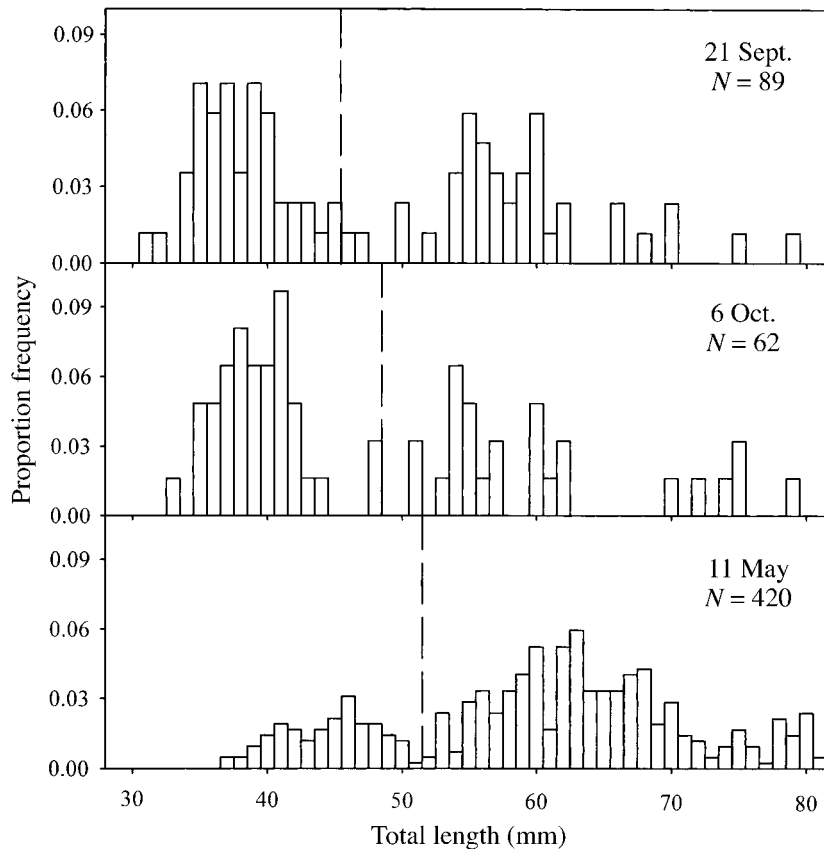 0.09
0.06
0.03
0.00
21 Sept.
N = 89
0.09
0.06
0.03
0.00
6 Oct.
N = 62
0.09
0.06
0.03
0.00
11 May
N = 420
Proportion frequency
30 40 50 60 70 80
Total length (mm)